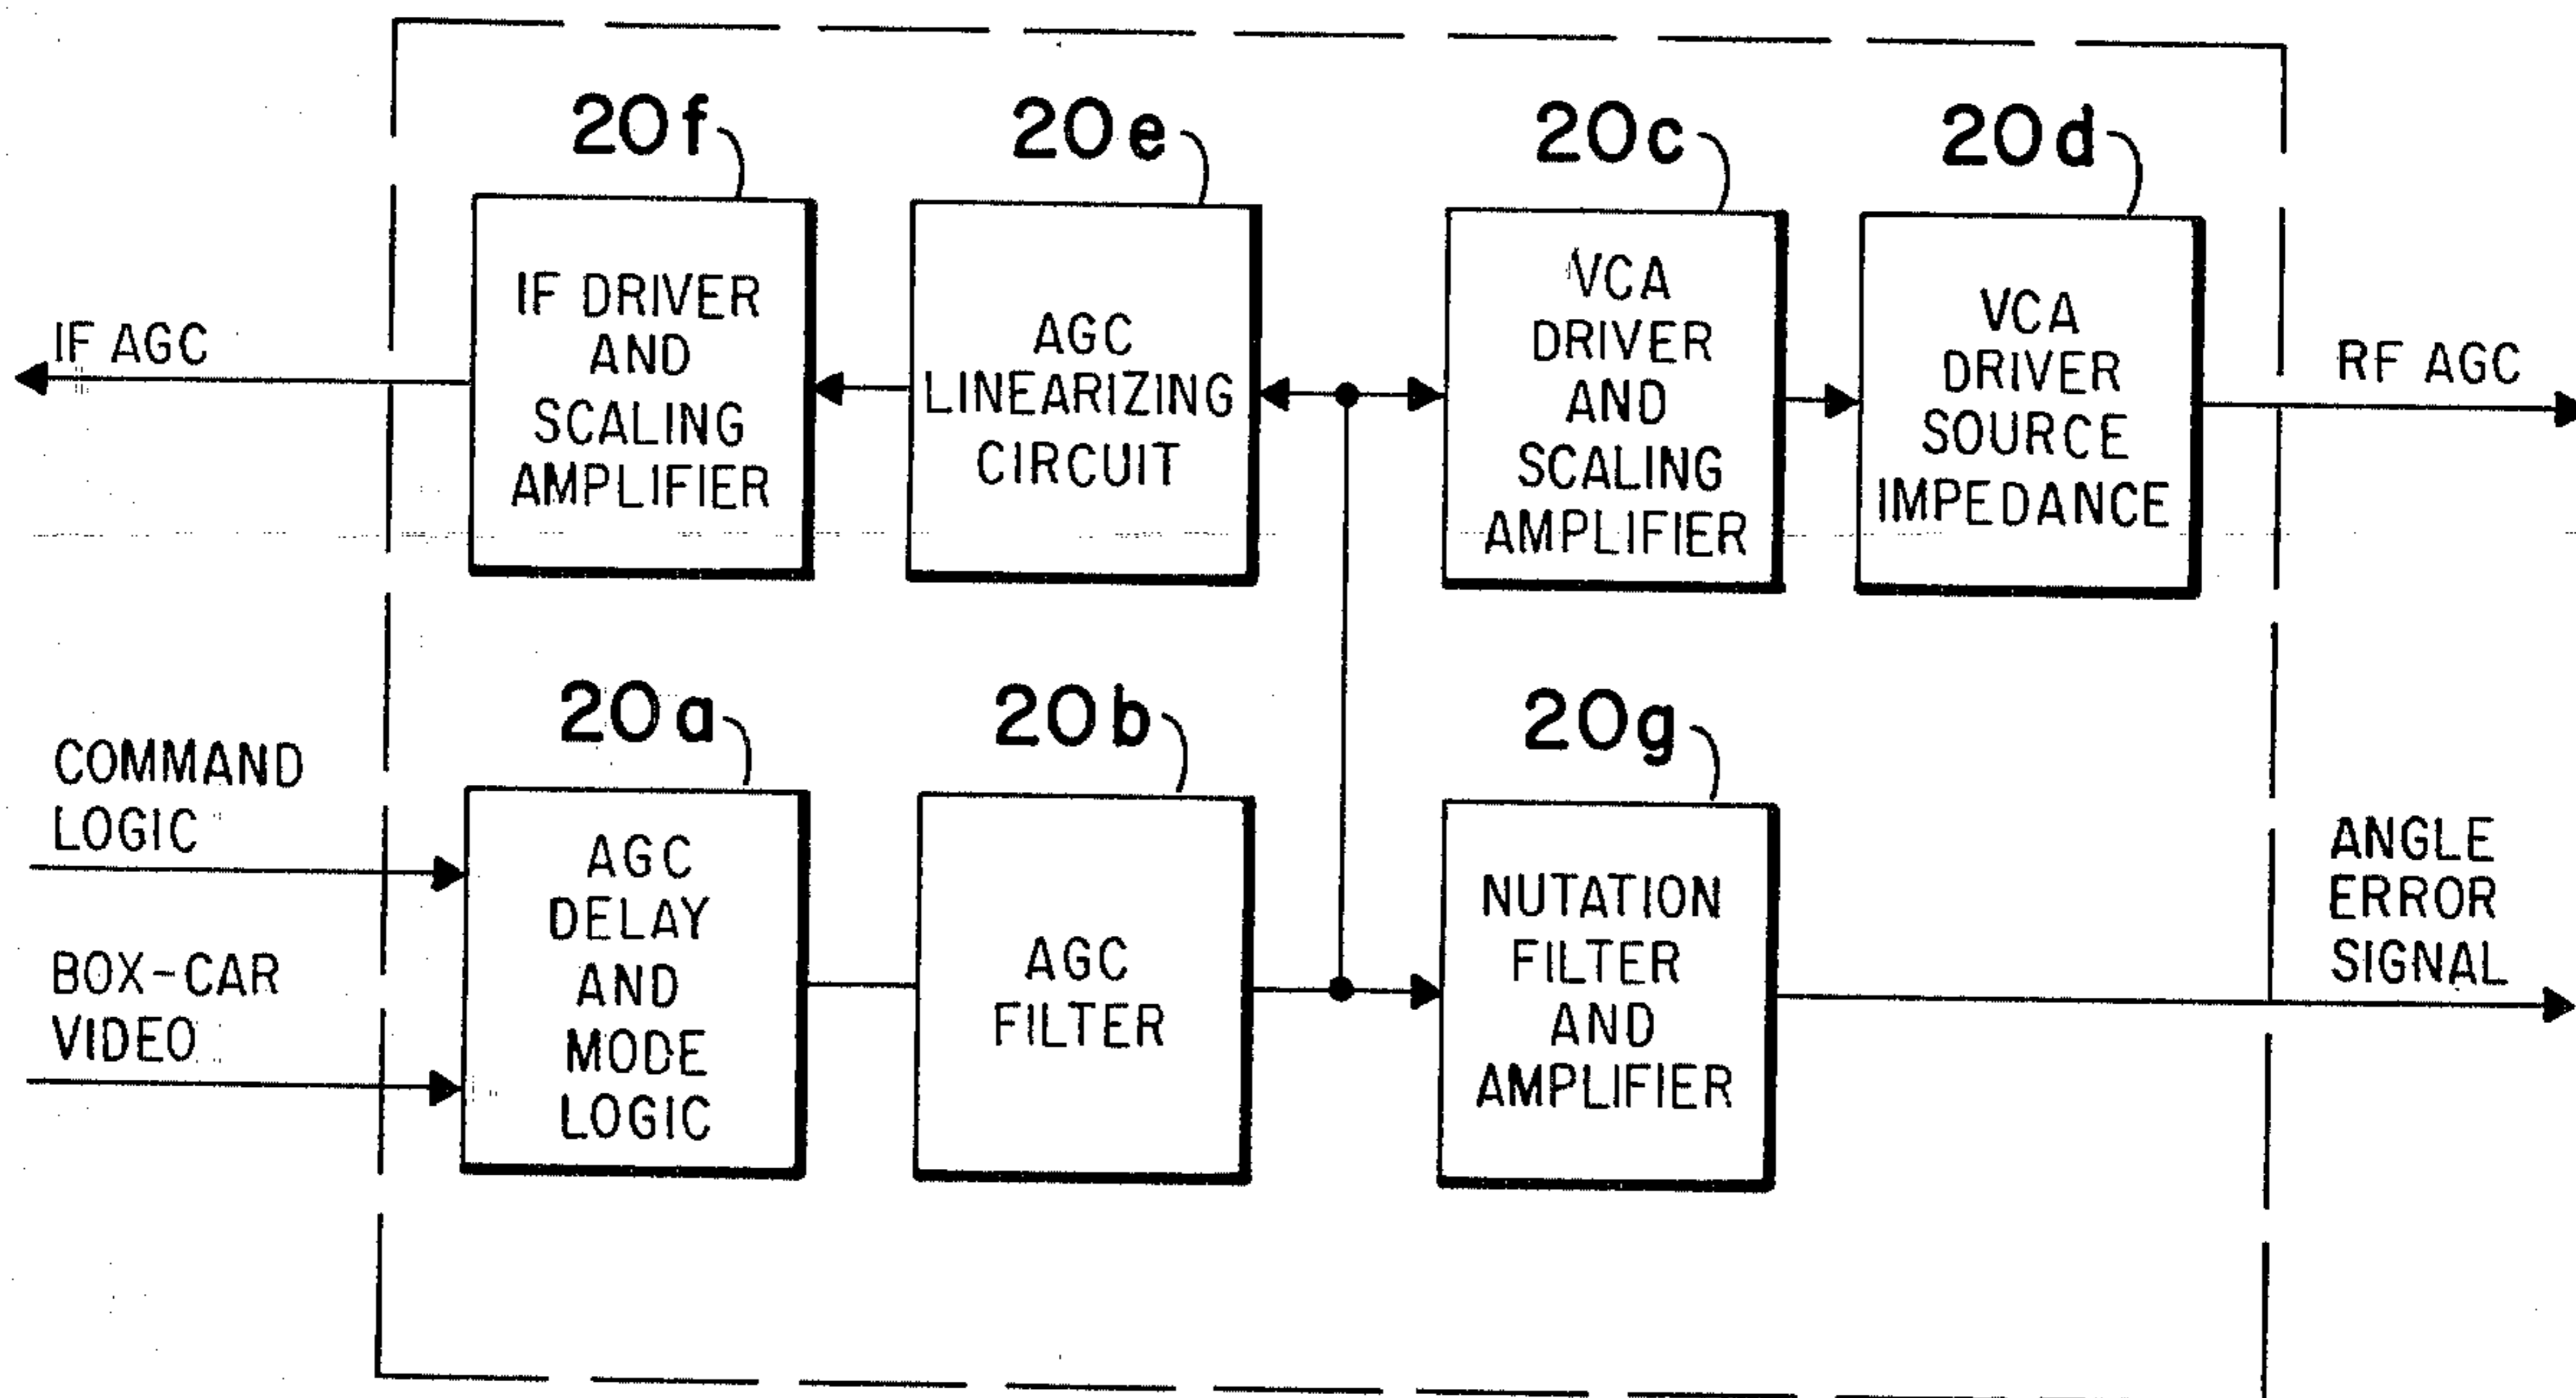 20f
20e
20c
20d
IF AGC
IF DRIVER
AND
SCALING
AMPLIFIER
AGC
LINEARIZING
CIRCUIT
VCA
DRIVER
AND
SCALING
AMPLIFIER
VCA
DRIVER
SOURCE
IMPEDANCE
RF AGC
20a
20b
20g
COMMAND
LOGIC
BOX-CAR
VIDEO
AGC
DELAY
AND
MODE
LOGIC
AGC
FILTER
NUTATION
FILTER
AND
AMPLIFIER
ANGLE
ERROR
SIGNAL